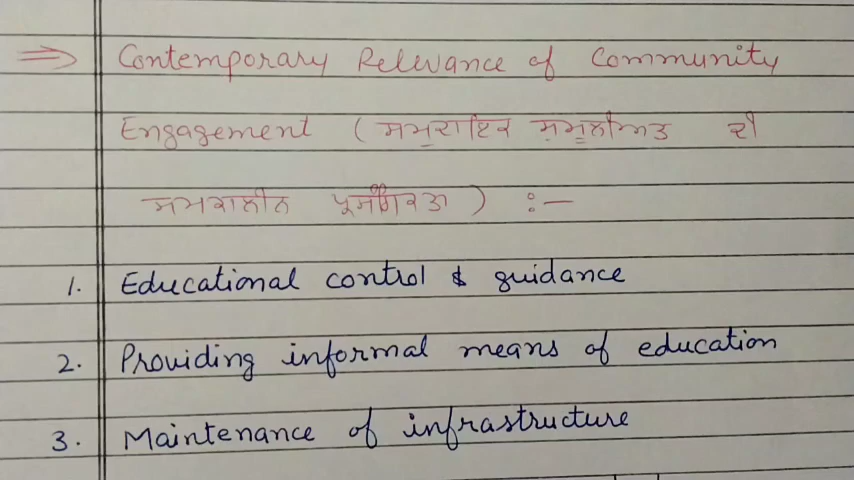 ⇒ Contemporary Relevance of Community
Engagement (ਸਮੁਦਾਇਕ ਸ਼ਮੂਲੀਅਤ ਦੀ
ਸਮਕਾਲੀਨ ਪ੍ਰਸੰਗਿਕਤਾ) :-
1. Educational control & guidance
2. Providing informal means of education
3. Maintenance of infrastructure